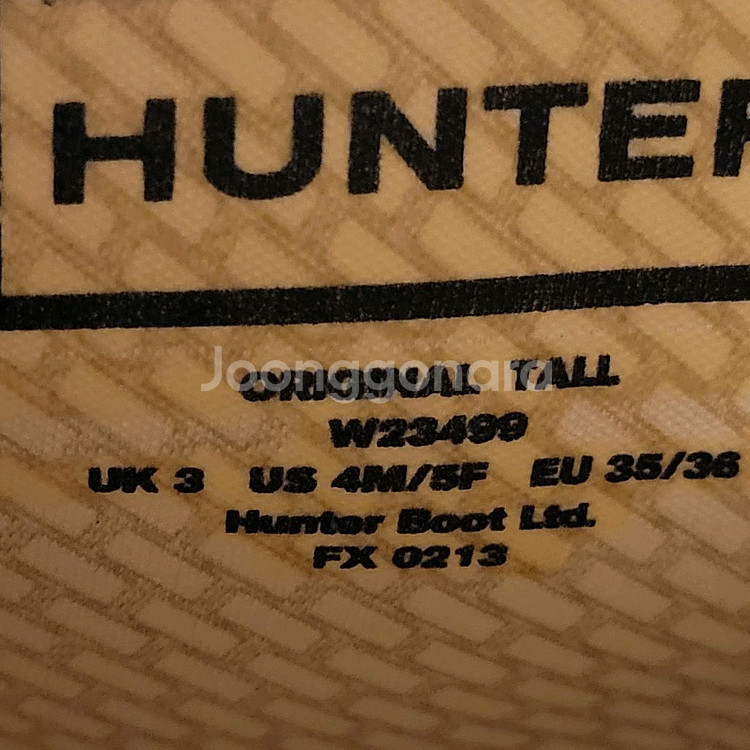 HUNTER
Joonggonara
ORIGINAL TALL
W23499
UK 3 US 4M/5F EU 35/36
Hunter Boot Ltd.
FX 0213